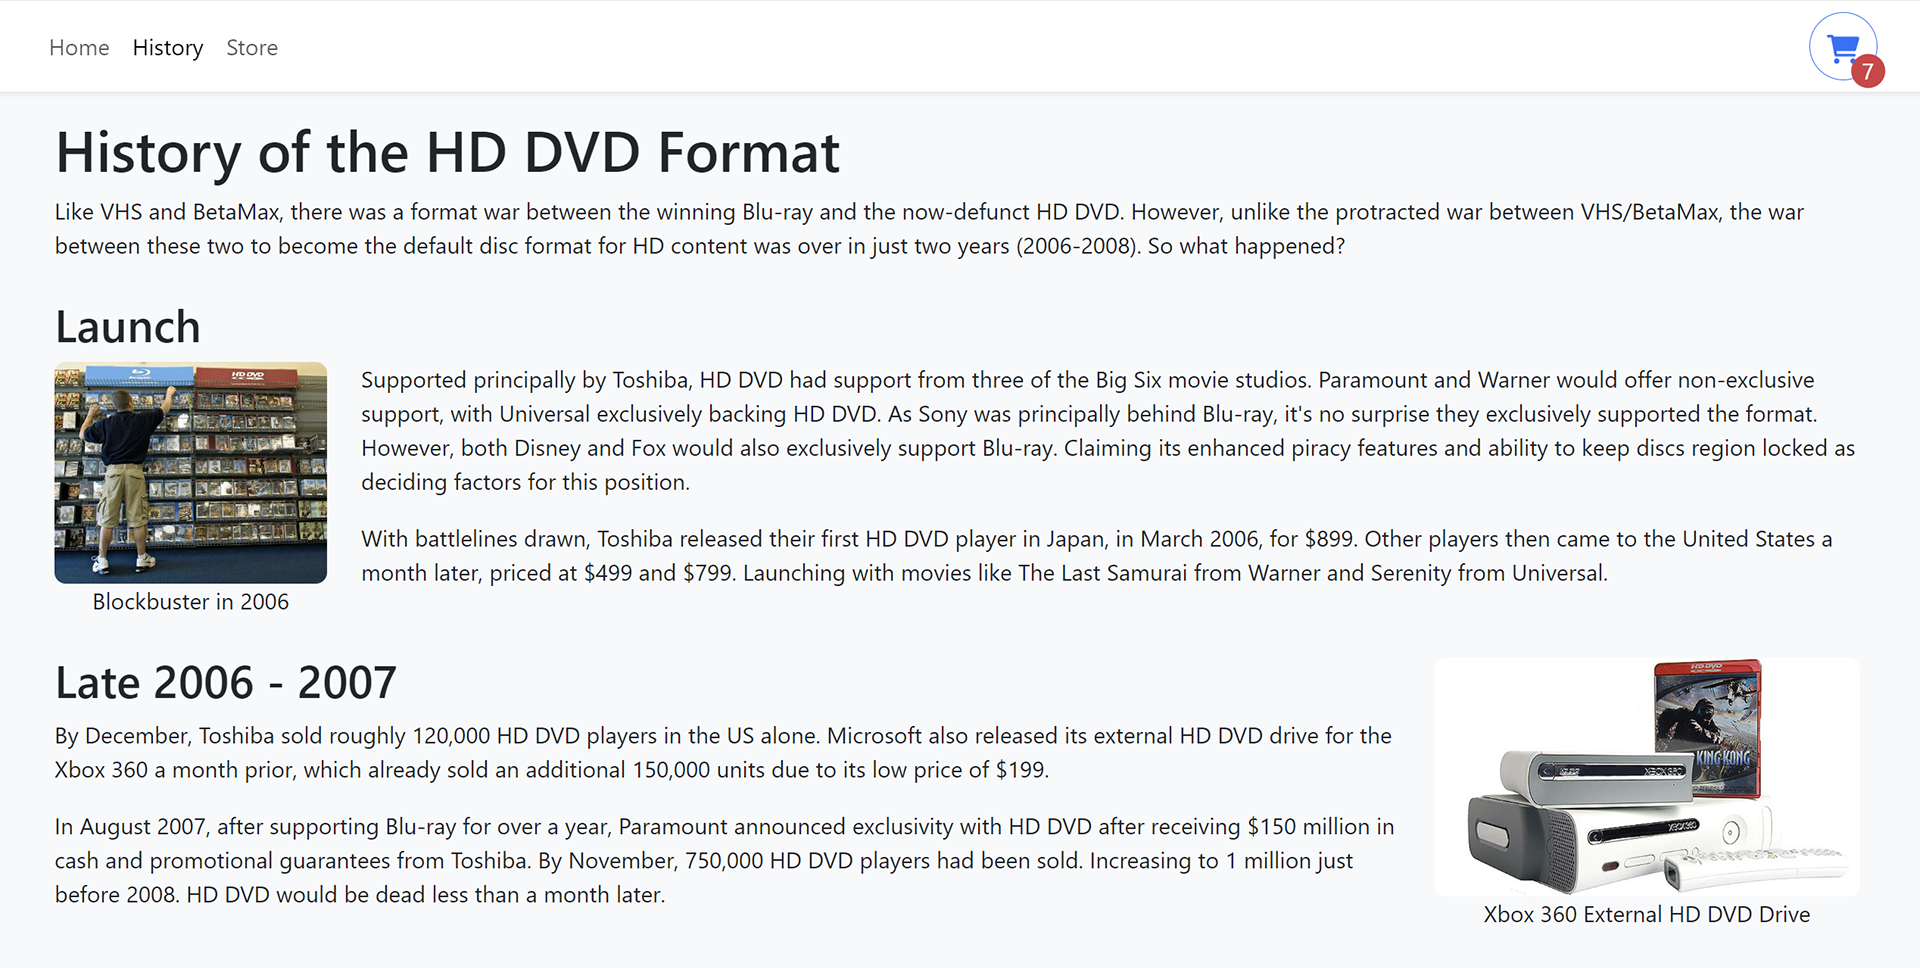 Home History Store
7
History of the HD DVD Format
Like VHS and BetaMax, there was a format war between the winning Blu-ray and the now-defunct HD DVD. However, unlike the protracted war between VHS/BetaMax, the war
between these two to become the default disc format for HD content was over in just two years (2006-2008). So what happened?
Launch
HD DVD
Supported principally by Toshiba, HD DVD had support from three of the Big Six movie studios. Paramount and Warner would offer non-exclusive
support, with Universal exclusively backing HD DVD. As Sony was principally behind Blu-ray, it's no surprise they exclusively supported the format.
However, both Disney and Fox would also exclusively support Blu-ray. Claiming its enhanced piracy features and ability to keep discs region locked as
deciding factors for this position.
With battlelines drawn, Toshiba released their first HD DVD player in Japan, in March 2006, for $899. Other players then came to the United States a
month later, priced at $499 and $799. Launching with movies like The Last Samurai from Warner and Serenity from Universal.
Blockbuster in 2006
Late 2006 - 2007
By December, Toshiba sold roughly 120,000 HD DVD players in the US alone. Microsoft also released its external HD DVD drive for the
Xbox 360 a month prior, which already sold an additional 150,000 units due to its low price of $199.
In August 2007, after supporting Blu-ray for over a year, Paramount announced exclusivity with HD DVD after receiving $150 million in
cash and promotional guarantees from Toshiba. By November, 750,000 HD DVD players had been sold. Increasing to 1 million just
before 2008. HD DVD would be dead less than a month later.
HD DVD
KING KONG
XBOX 360
XBOX 360
Xbox 360 External HD DVD Drive